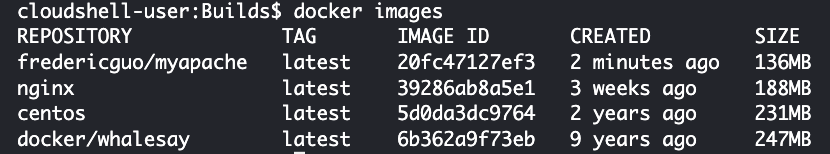 cloudshell-user:Builds$ docker images
REPOSITORY TAG IMAGE ID CREATED SIZE
fredericguo/myapache latest 20fc47127ef3 2 minutes ago 136MB
nginx latest 39286ab8a5e1 3 weeks ago 188MB
centos latest 5d0da3dc9764 2 years ago 231MB
docker/whalesay latest 6b362a9f73eb 9 years ago 247MB